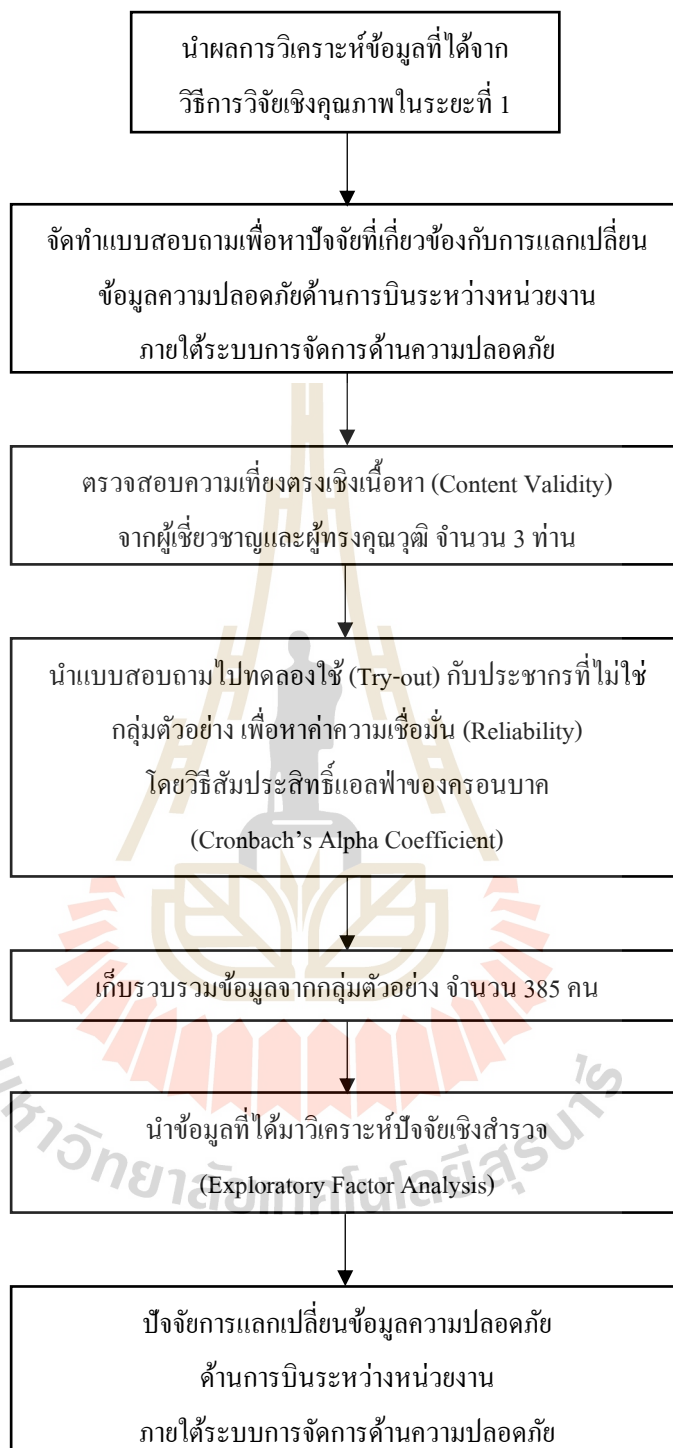 นำผลการวิเคราะห์ข้อมูลที่ได้จาก
วิธีการวิจัยเชิงคุณภาพในระยะที่ 1
จัดทำแบบสอบถามเพื่อหาปัจจัยที่เกี่ยวข้องกับการแลกเปลี่ยน
ข้อมูลความปลอดภัยด้านการบินระหว่างหน่วยงาน
ภายใต้ระบบการจัดการด้านความปลอดภัย
ตรวจสอบความเที่ยงตรงเชิงเนื้อหา (Content Validity)
จากผู้เชี่ยวชาญและผู้ทรงคุณวุฒิ จำนวน 3 ท่าน
นำแบบสอบถามไปทดลองใช้ (Try-out) กับประชากรที่ไม่ใช่
กลุ่มตัวอย่าง เพื่อหาค่าความเชื่อมั่น (Reliability)
โดยวิธีสัมประสิทธิ์แอลฟ่าของครอนบาค
(Cronbach’s Alpha Coefficient)
เก็บรวบรวมข้อมูลจากกลุ่มตัวอย่าง จำนวน 385 คน
นำข้อมูลที่ได้มาวิเคราะห์ปัจจัยเชิงสำรวจ
(Exploratory Factor Analysis)
มหาวิทยาลัยเทคโนโลยีสุรนารี
ปัจจัยการแลกเปลี่ยนข้อมูลความปลอดภัย
ด้านการบินระหว่างหน่วยงาน
ภายใต้ระบบการจัดการด้านความปลอดภัย